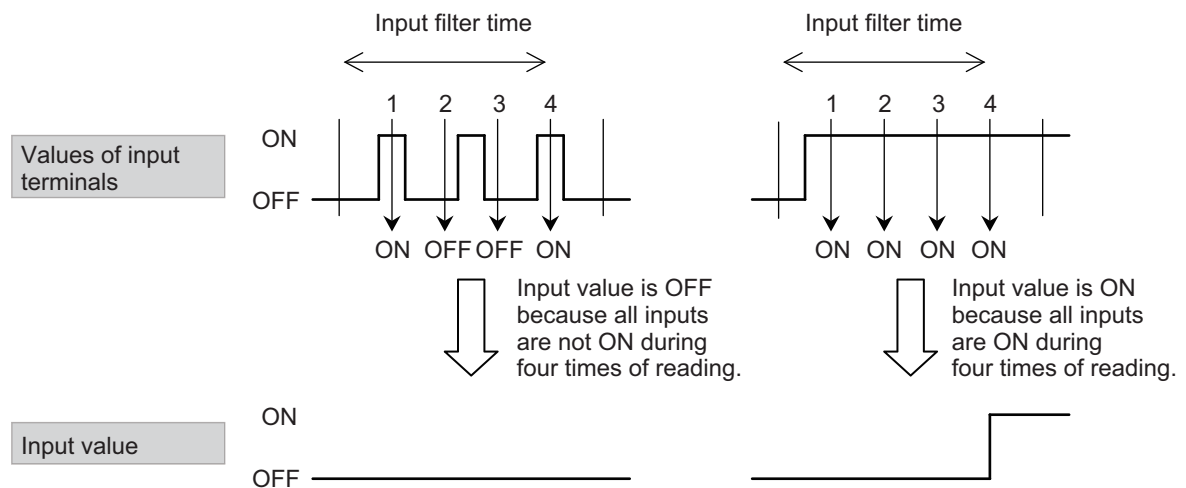 Input filter time
Input filter time
1 2 3 4
1 2 3 4
Values of input
terminals
ON
OFF
ON OFF OFF ON
ON ON ON ON
Input value is OFF
because all inputs
are not ON during
four times of reading.
Input value is ON
because all inputs
are ON during
four times of reading.
Input value
ON
OFF